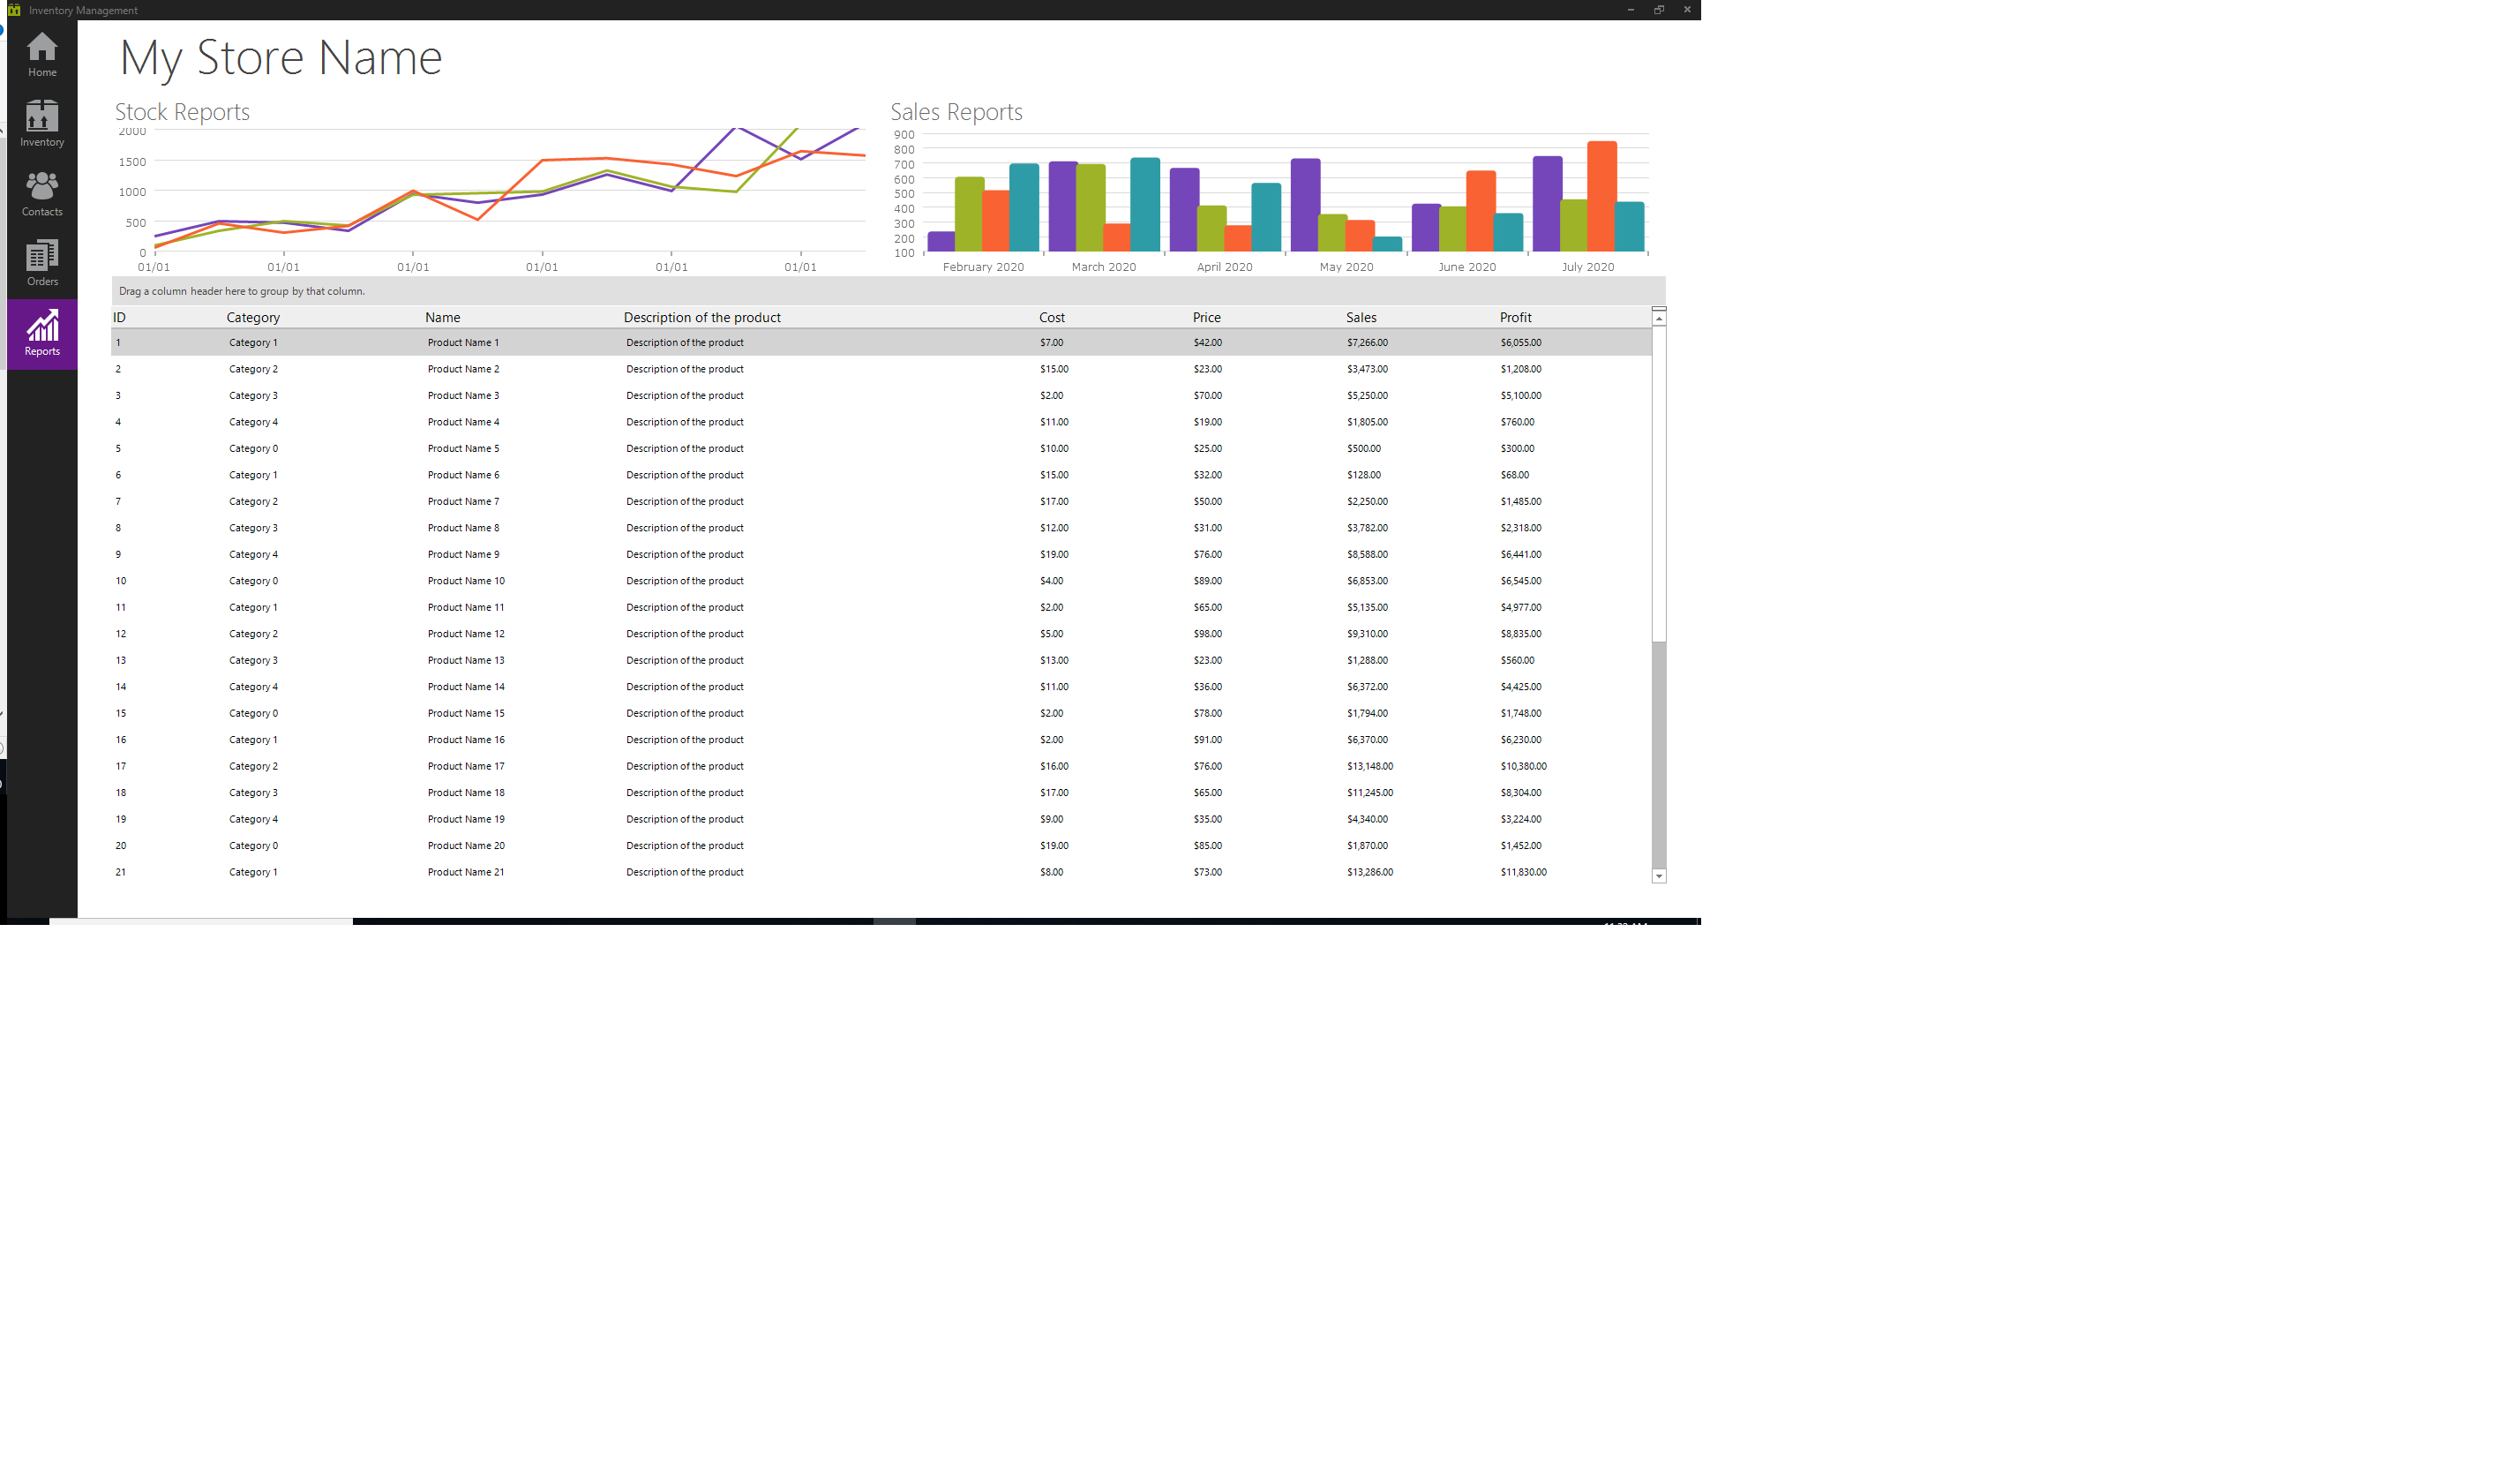 Inventory Management
Home
Inventory
Contacts
Orders
Reports
My Store Name
Stock Reports
2000
1500
1000
500
0
01/01 01/01 01/01 01/01 01/01 01/01
Sales Reports
900
800
700
600
500
400
300
200
100
February 2020 March 2020 April 2020 May 2020 June 2020 July 2020
Drag a column header here to group by that column.
ID Category Name Description of the product Cost Price Sales Profit
1 Category 1 Product Name 1 Description of the product $7.00 $42.00 $7,266.00 $6,055.00
2 Category 2 Product Name 2 Description of the product $15.00 $23.00 $3,473.00 $1,208.00
3 Category 3 Product Name 3 Description of the product $2.00 $70.00 $5,250.00 $5,100.00
4 Category 4 Product Name 4 Description of the product $11.00 $19.00 $1,805.00 $760.00
5 Category 0 Product Name 5 Description of the product $10.00 $25.00 $500.00 $300.00
6 Category 1 Product Name 6 Description of the product $15.00 $32.00 $128.00 $68.00
7 Category 2 Product Name 7 Description of the product $17.00 $50.00 $2,250.00 $1,485.00
8 Category 3 Product Name 8 Description of the product $12.00 $31.00 $3,782.00 $2,318.00
9 Category 4 Product Name 9 Description of the product $19.00 $76.00 $8,588.00 $6,441.00
10 Category 0 Product Name 10 Description of the product $4.00 $89.00 $6,853.00 $6,545.00
11 Category 1 Product Name 11 Description of the product $2.00 $65.00 $5,135.00 $4,977.00
12 Category 2 Product Name 12 Description of the product $5.00 $98.00 $9,310.00 $8,835.00
13 Category 3 Product Name 13 Description of the product $13.00 $23.00 $1,288.00 $560.00
14 Category 4 Product Name 14 Description of the product $11.00 $36.00 $6,372.00 $4,425.00
15 Category 0 Product Name 15 Description of the product $2.00 $78.00 $1,794.00 $1,748.00
16 Category 1 Product Name 16 Description of the product $2.00 $91.00 $6,370.00 $6,230.00
17 Category 2 Product Name 17 Description of the product $16.00 $76.00 $13,148.00 $10,380.00
18 Category 3 Product Name 18 Description of the product $17.00 $65.00 $11,245.00 $8,304.00
19 Category 4 Product Name 19 Description of the product $9.00 $35.00 $4,340.00 $3,224.00
20 Category 0 Product Name 20 Description of the product $19.00 $85.00 $1,870.00 $1,452.00
21 Category 1 Product Name 21 Description of the product $8.00 $73.00 $13,286.00 $11,830.00